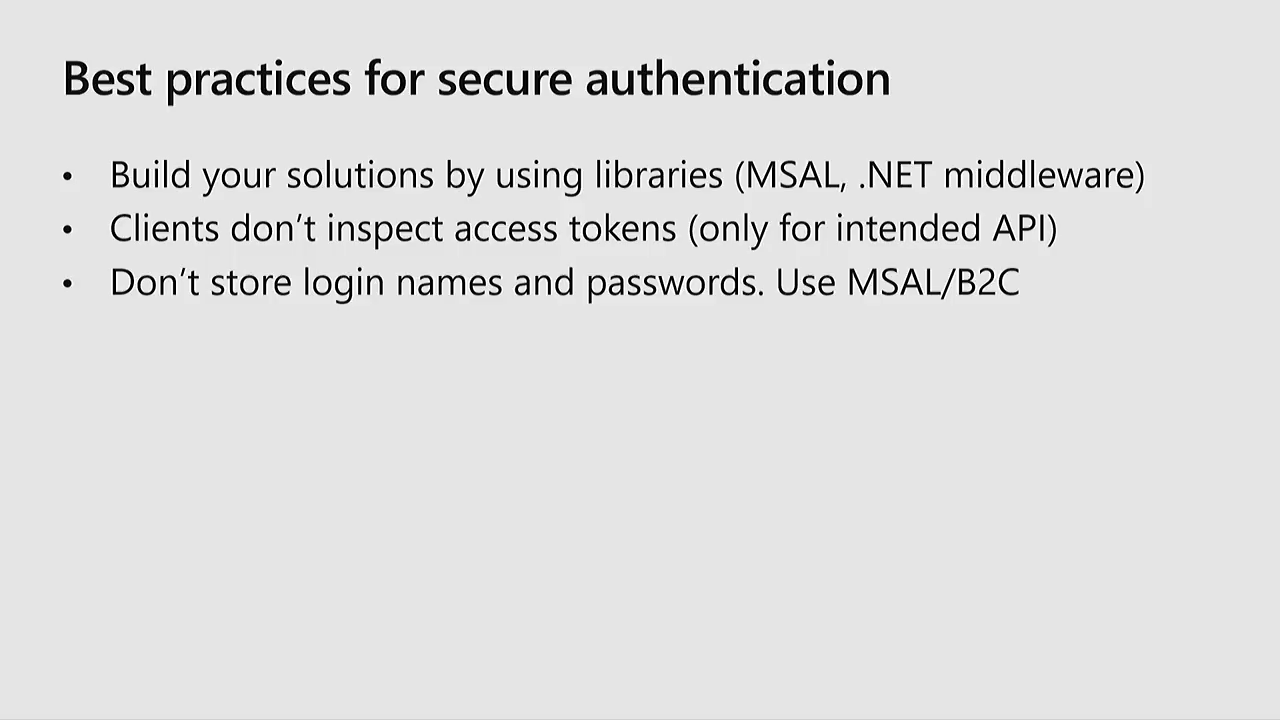 Best practices for secure authentication
• Build your solutions by using libraries (MSAL, .NET middleware)
• Clients don’t inspect access tokens (only for intended API)
• Don’t store login names and passwords. Use MSAL/B2C